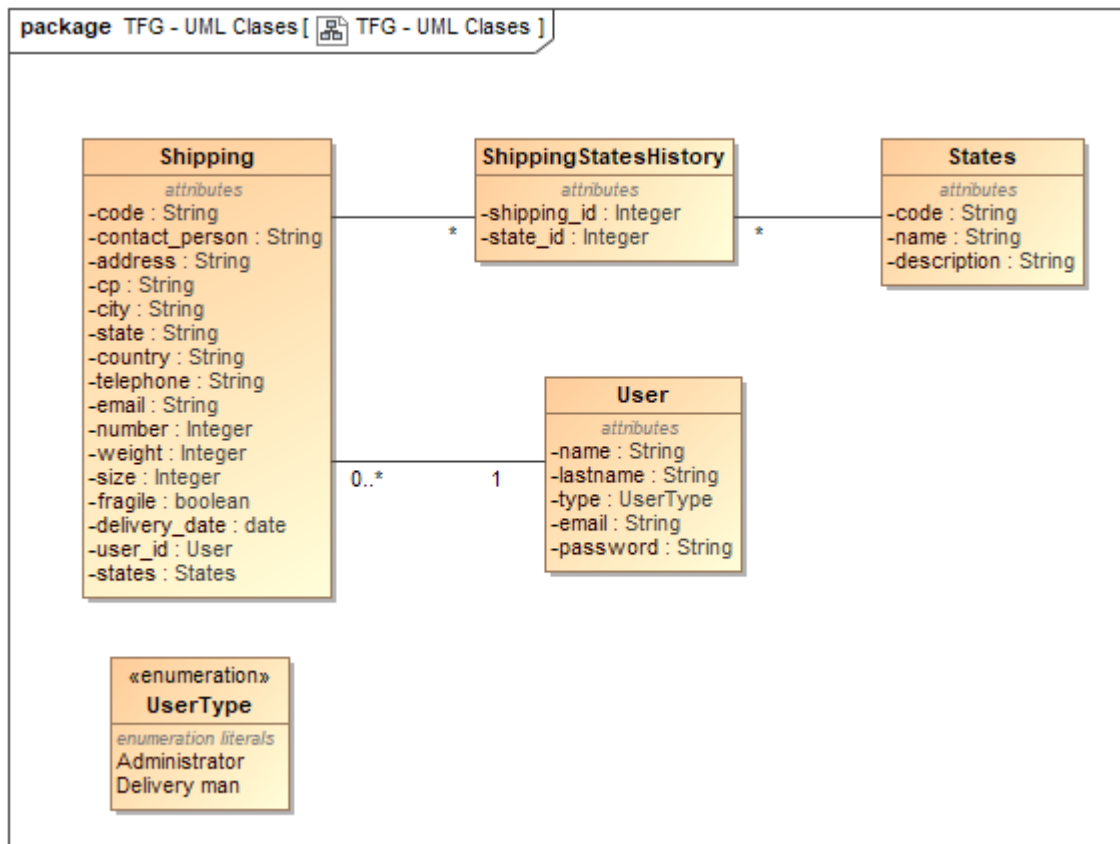 package TFG - UML Clases [ TFG - UML Clases ]
Shipping
attributes
-code : String
-contact_person : String
-address : String
-cp : String
-city : String
-state : String
-country : String
-telephone : String
-email : String
-number : Integer
-weight : Integer
-size : Integer
-fragile : boolean
-delivery_date : date
-user_id : User
-states : States
*
ShippingStatesHistory
attributes
-shipping_id : Integer
-state_id : Integer
*
States
attributes
-code : String
-name : String
-description : String
0..*
1
User
attributes
-name : String
-lastname : String
-type : UserType
-email : String
-password : String
«enumeration»
UserType
enumeration literals
Administrator
Delivery man